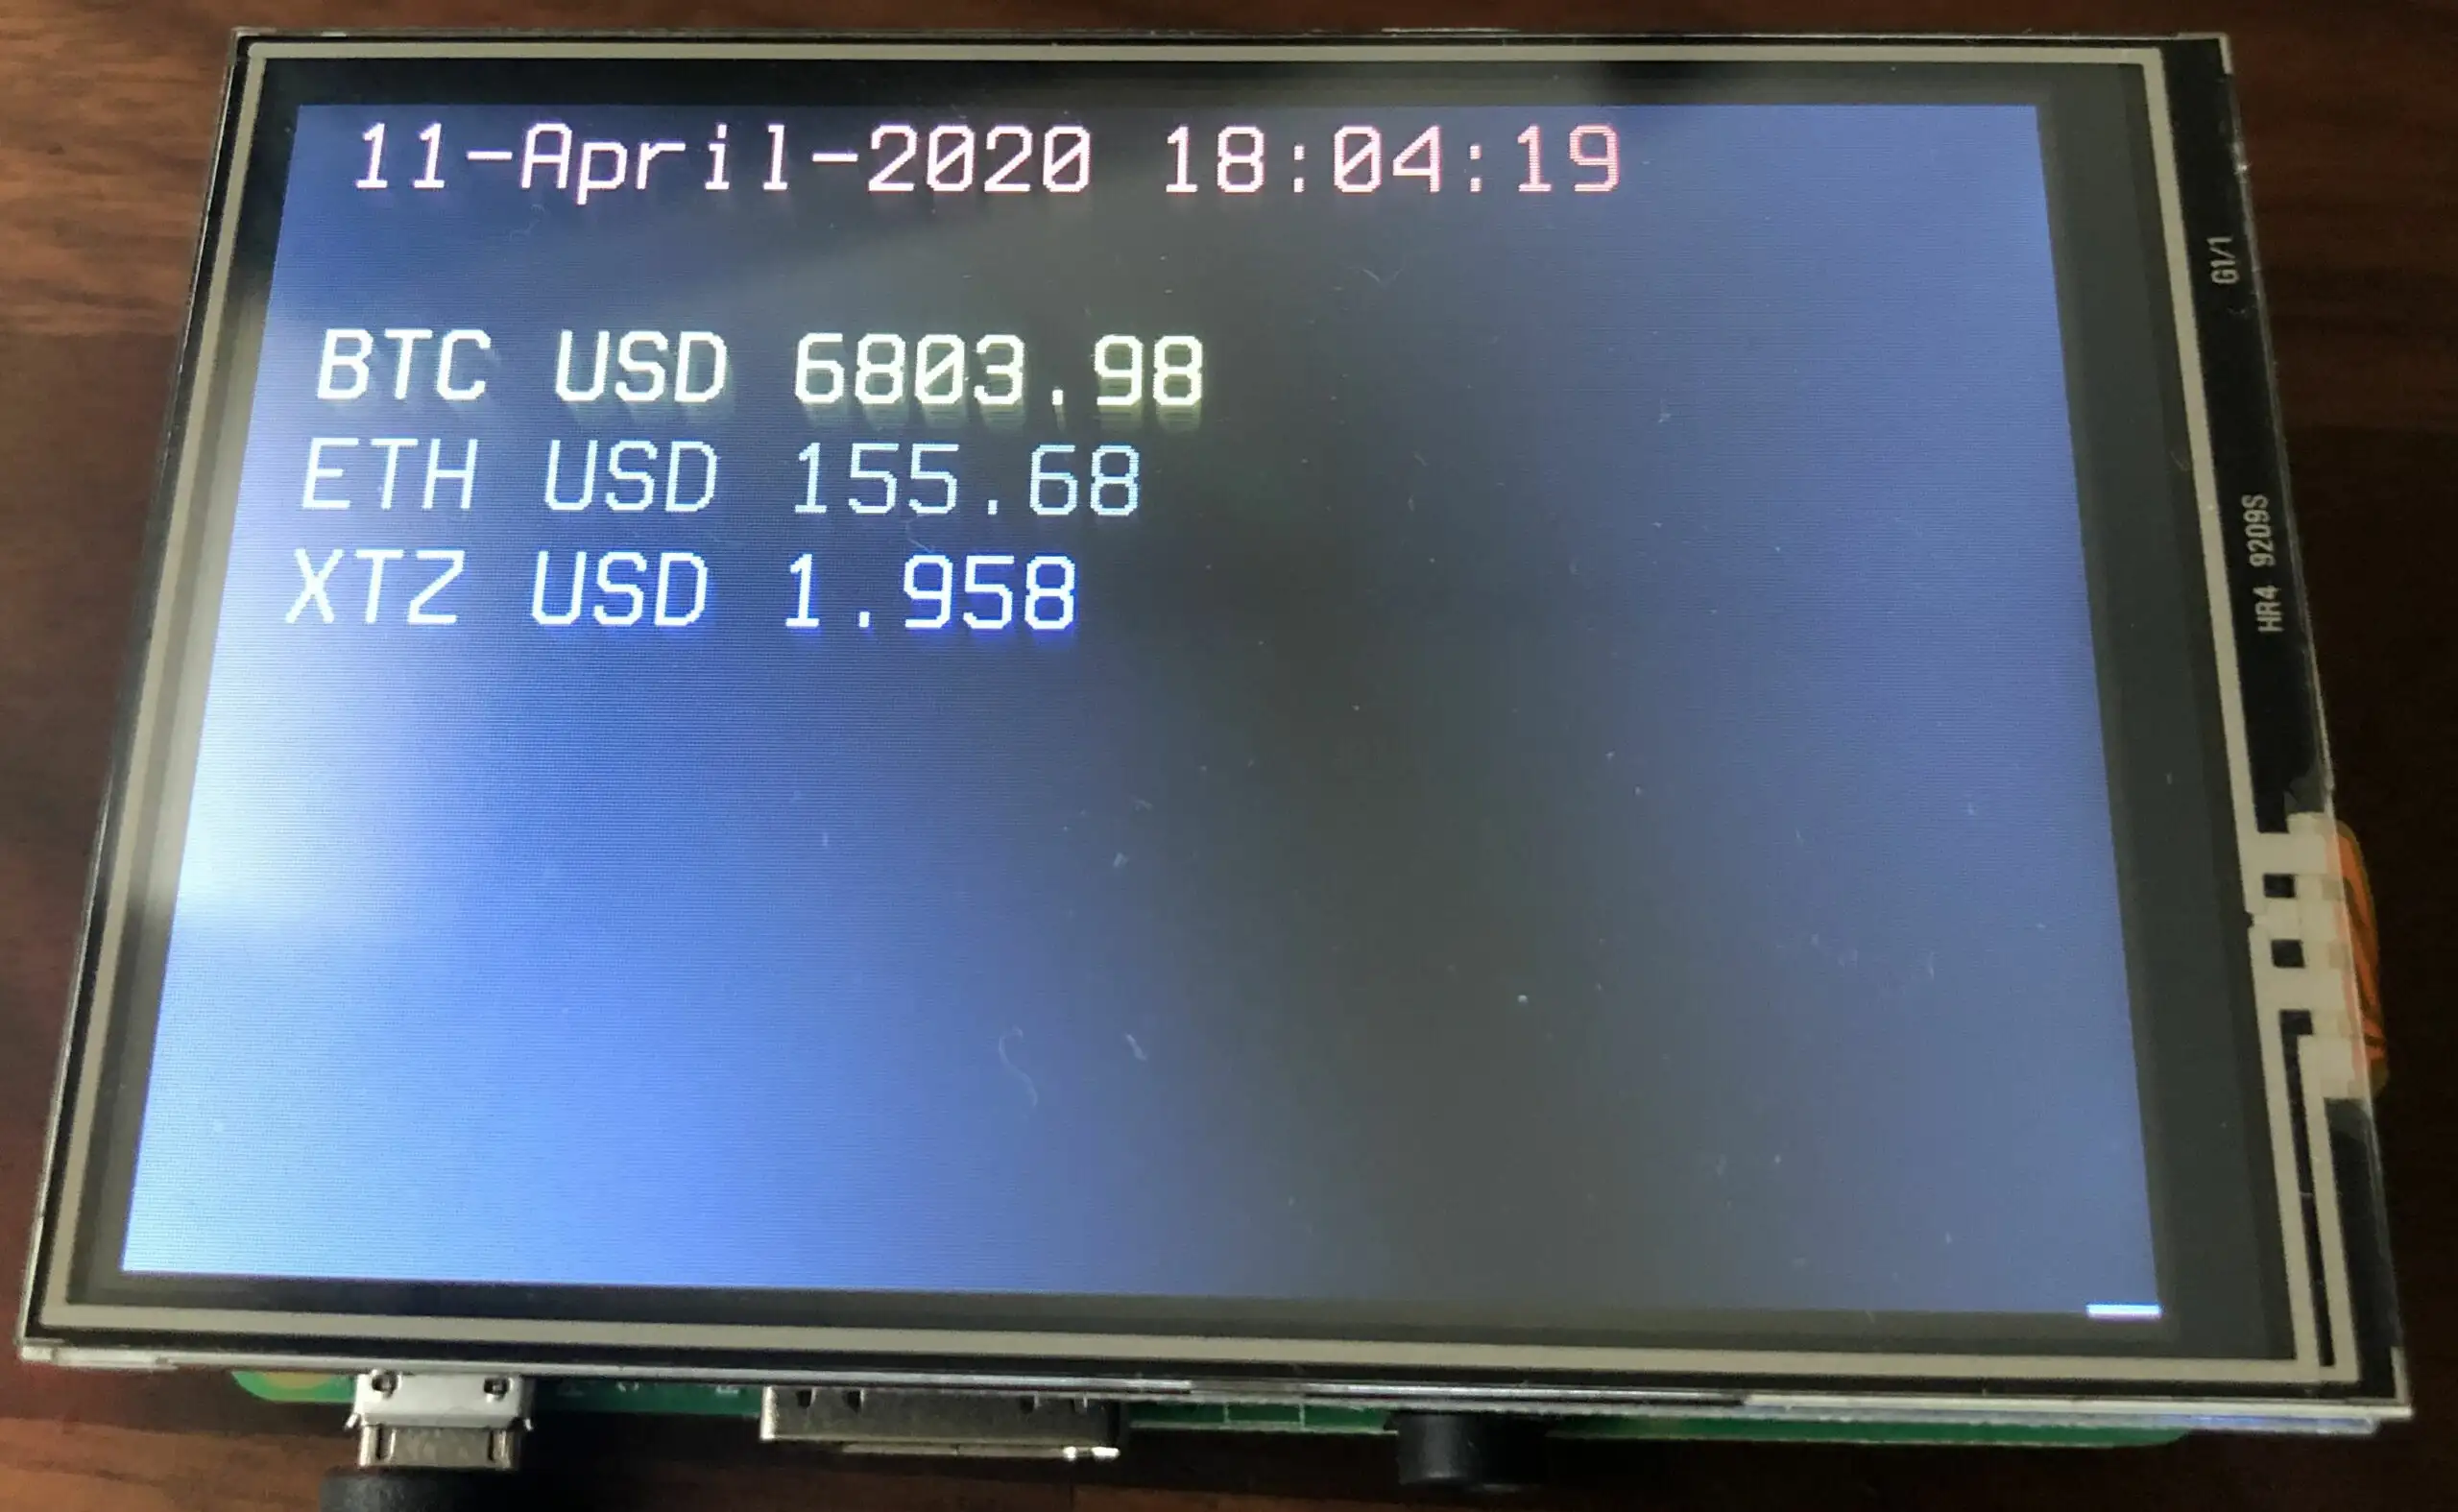 11-April-2020 18:04:19
BTC USD 6803.98
ETH USD 155.68
XTZ USD 1.958
G1/1
HR4 9209S